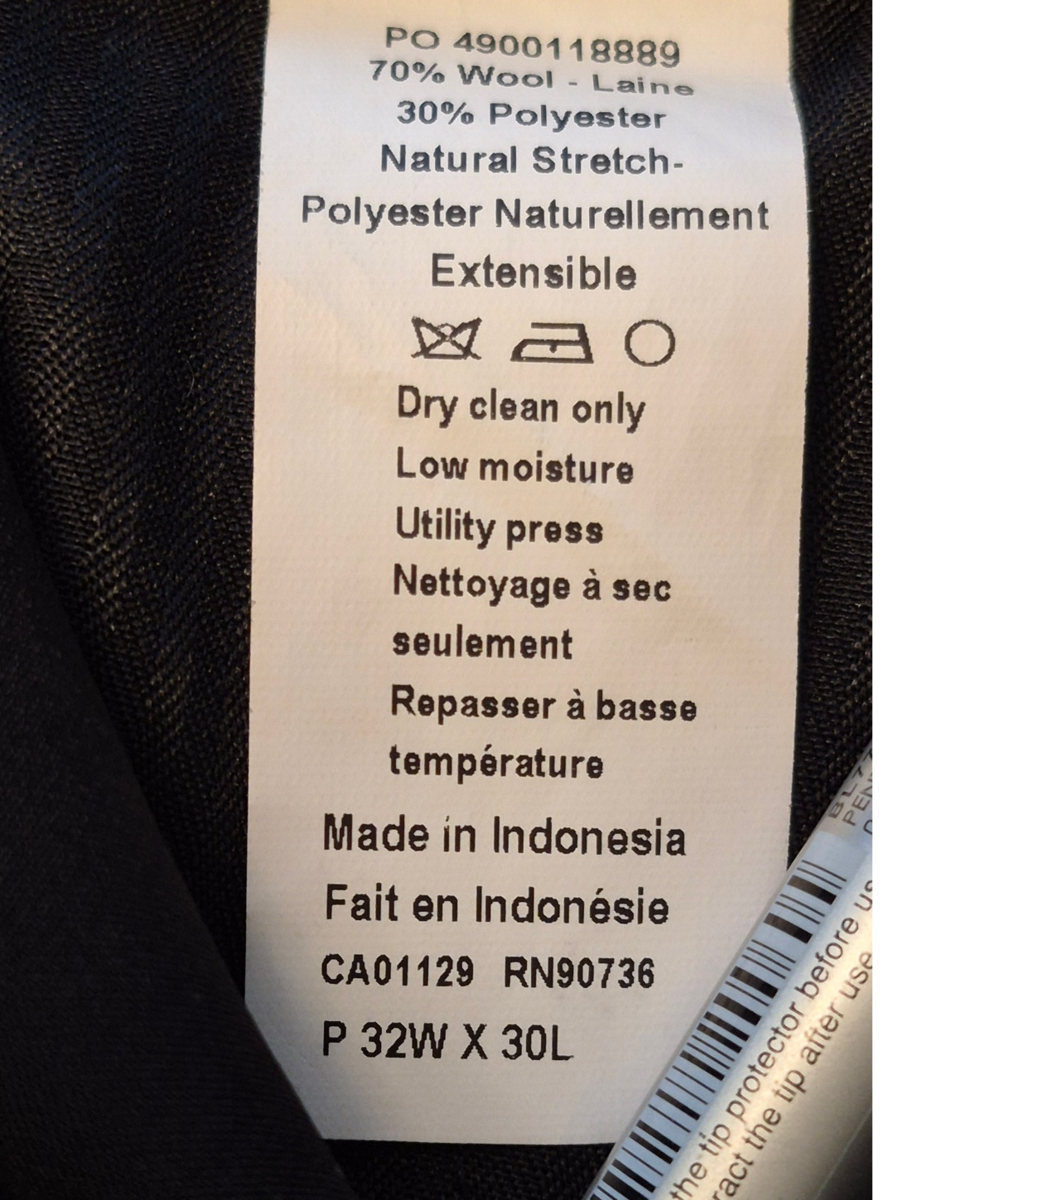 PO 4900118889
70% Wool - Laine
30% Polyester
Natural Stretch-
Polyester Naturellement
Extensible
Dry clean only
Low moisture
Utility press
Nettoyage à sec
seulement
Repasser à basse
température
Made in Indonesia
Fait en Indonésie
CA01129 RN90736
P 32W X 30L
the tip protector before
the tip after use